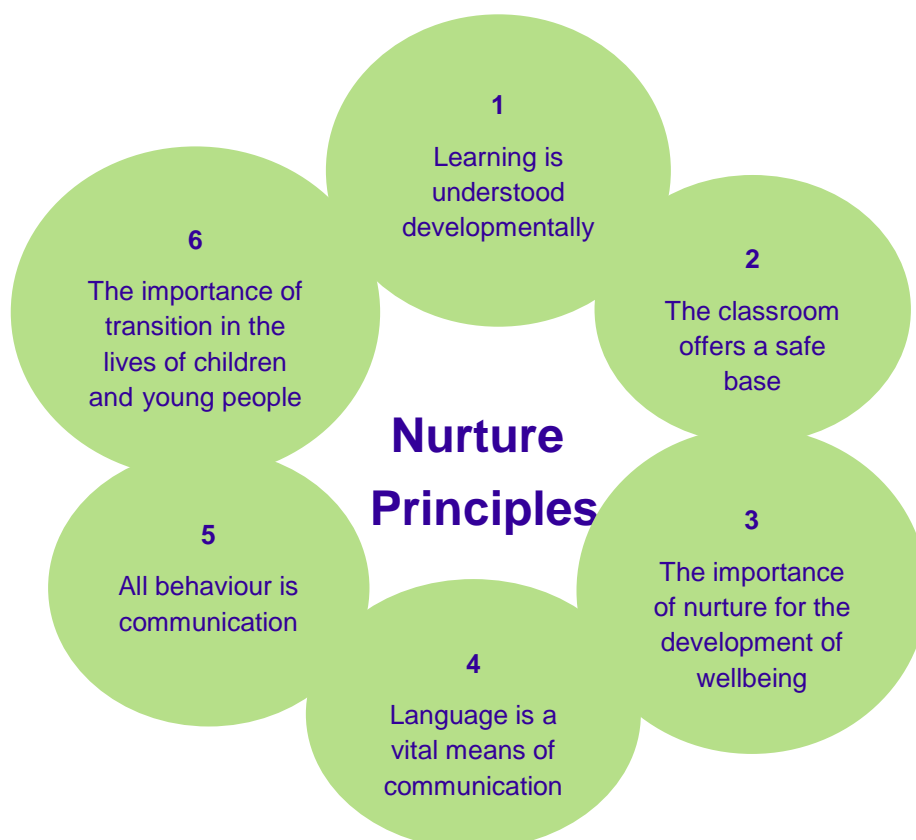 1
Learning is
understood
developmentally
2
The classroom
offers a safe
base
3
The importance
of nurture for the
development of
wellbeing
4
Language is a
vital means of
communication
5
All behaviour is
communication
6
The importance of
transition in the
lives of children
and young people
Nurture
Principles